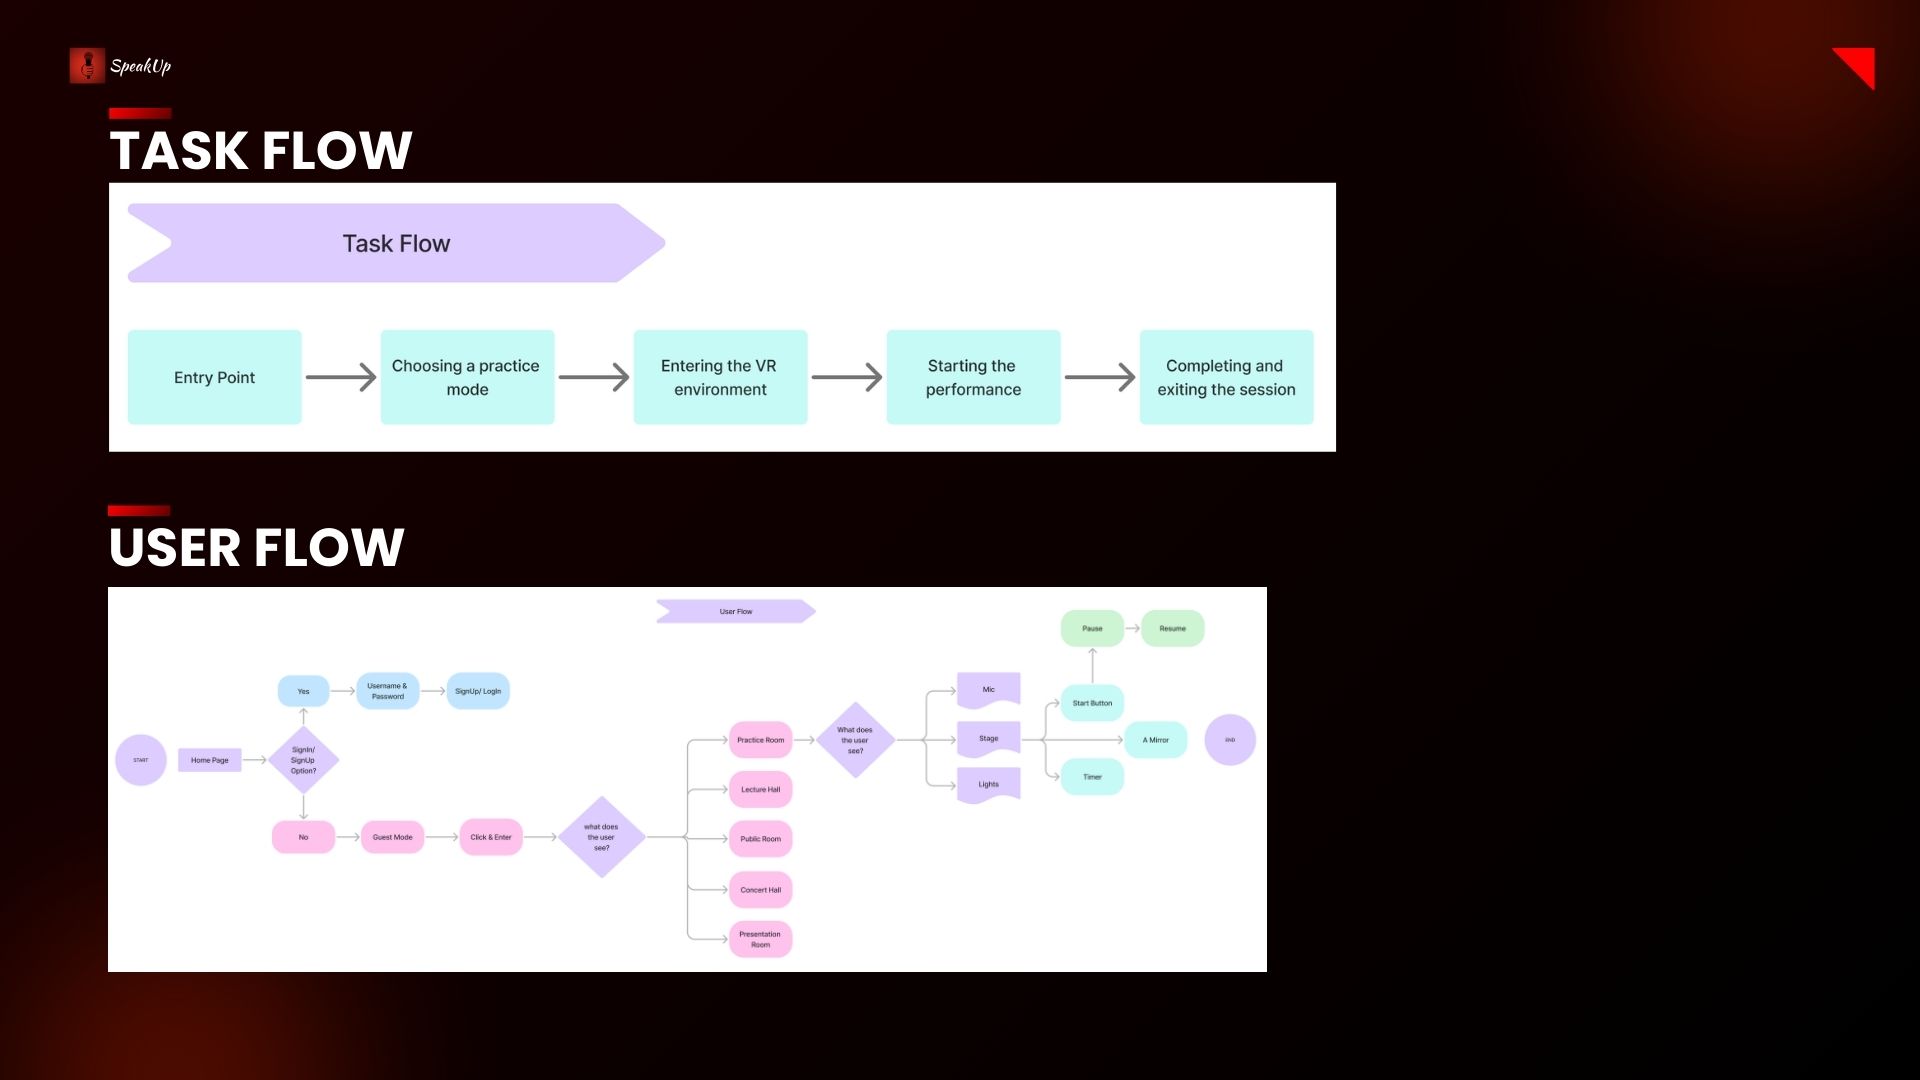 SpeakUp
TASK FLOW
Task Flow
Entry Point
Choosing a practice
mode
Entering the VR
environment
Starting the
performance
Completing and
exiting the session
USER FLOW
User Flow
START
Home Page
SignIn/
SignUp
Option?
Yes
Username &
Password
SignUp/ LogIn
No
Guest Mode
Click & Enter
what does
the user
see?
Practice Room
Lecture Hall
Public Room
Concert Hall
Presentation
Room
What does
the user
see?
Mic
Stage
Lights
Start Button
Pause
Resume
A Mirror
Timer
END